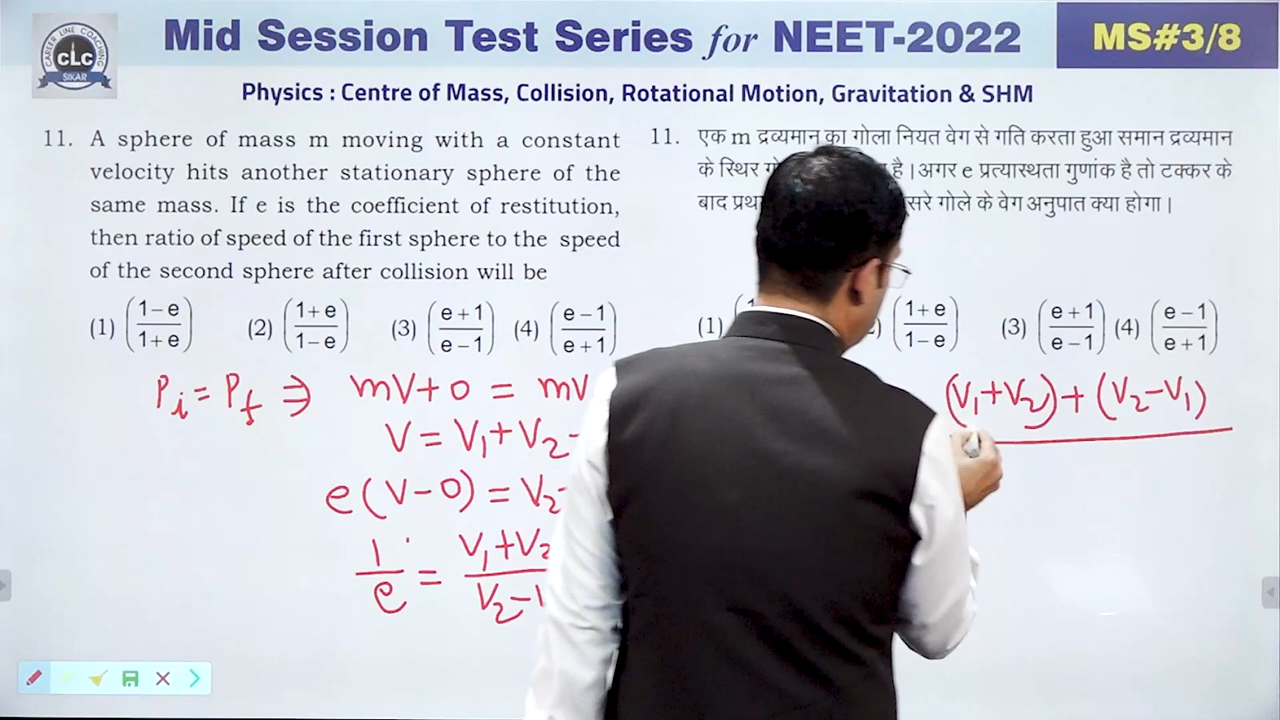 CAREER LINE COACHING
CLC
SIKAR
Mid Session Test Series for NEET-2022
MS#3/8
Physics : Centre of Mass, Collision, Rotational Motion, Gravitation & SHM
11. A sphere of mass m moving with a constant
velocity hits another stationary sphere of the
same mass. If e is the coefficient of restitution,
then ratio of speed of the first sphere to the speed
of the second sphere after collision will be
(1) (1−e / 1+e) (2) (1+e / 1−e) (3) (e+1 / e−1) (4) (e−1 / e+1)
11. एक m द्रव्यमान का गोला नियत वेग से गति करता हुआ समान द्रव्यमान
के स्थिर है। अगर e प्रत्यास्थता गुणांक है तो टक्कर के
बाद गोले के वेग अनुपात क्या होगा।
(1) (1+e / 1−e) (3) (e+1 / e−1) (4) (e−1 / e+1)
Pi = Pf ⇒ mV+0 = mV
V = V₁+V₂
e(V−0) = V₂
1/e = V₁+V₂ / V₂−
(V₁+V₂)+(V₂−V₁)